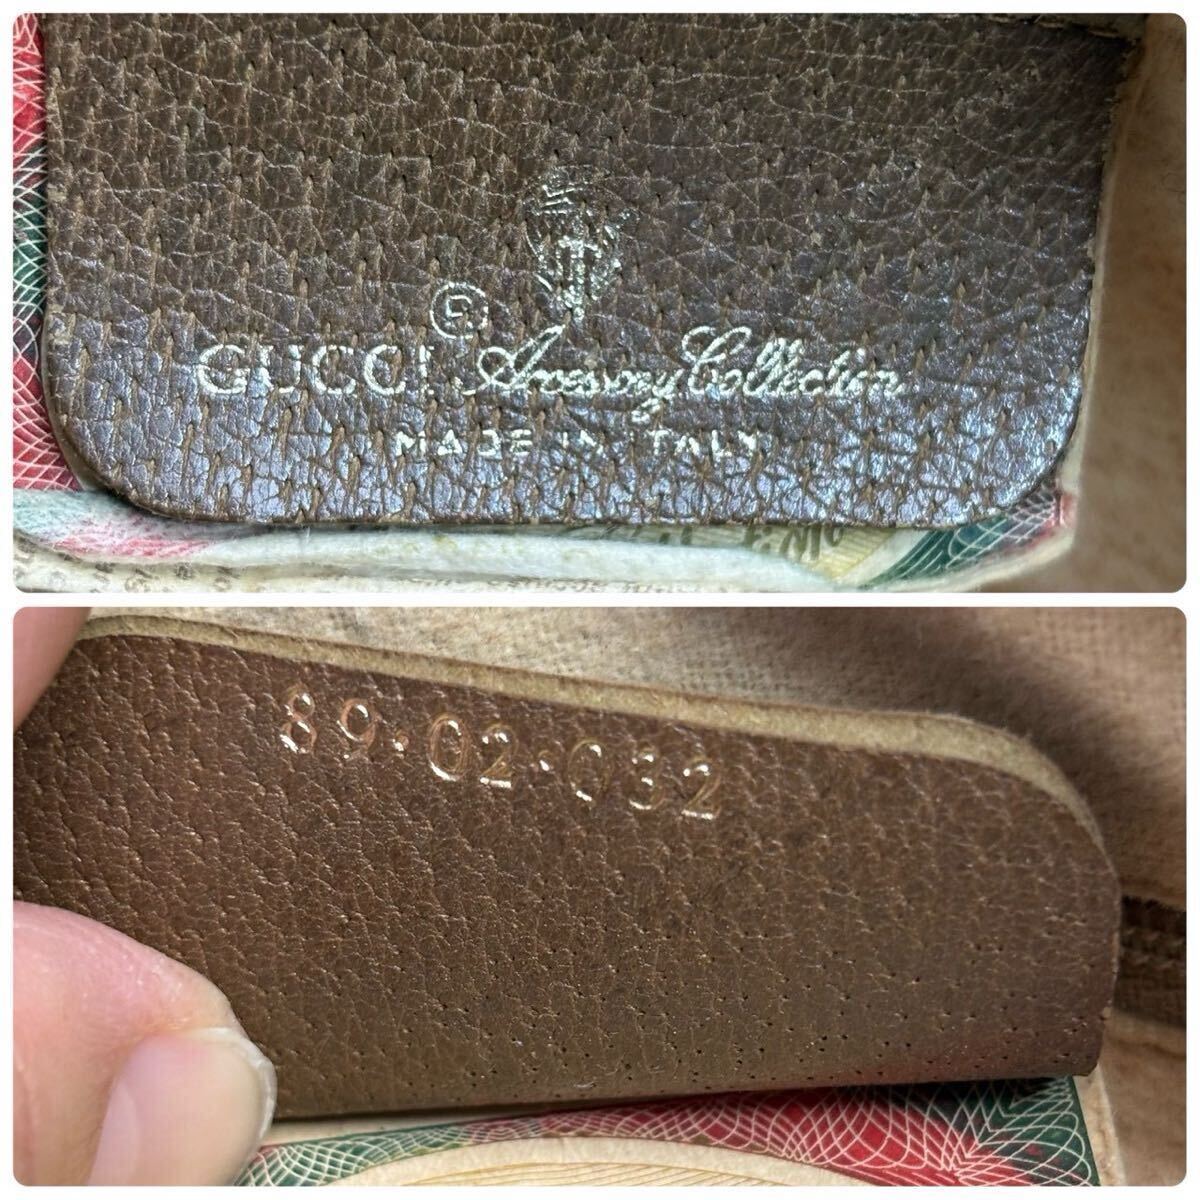 ®
GUCCI Accessory Collection
MADE IN ITALY
89・02・032